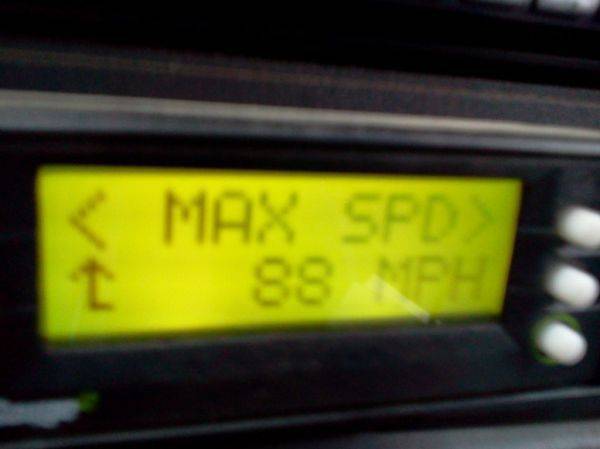 < MAX SPD>
↰ 88 MPH